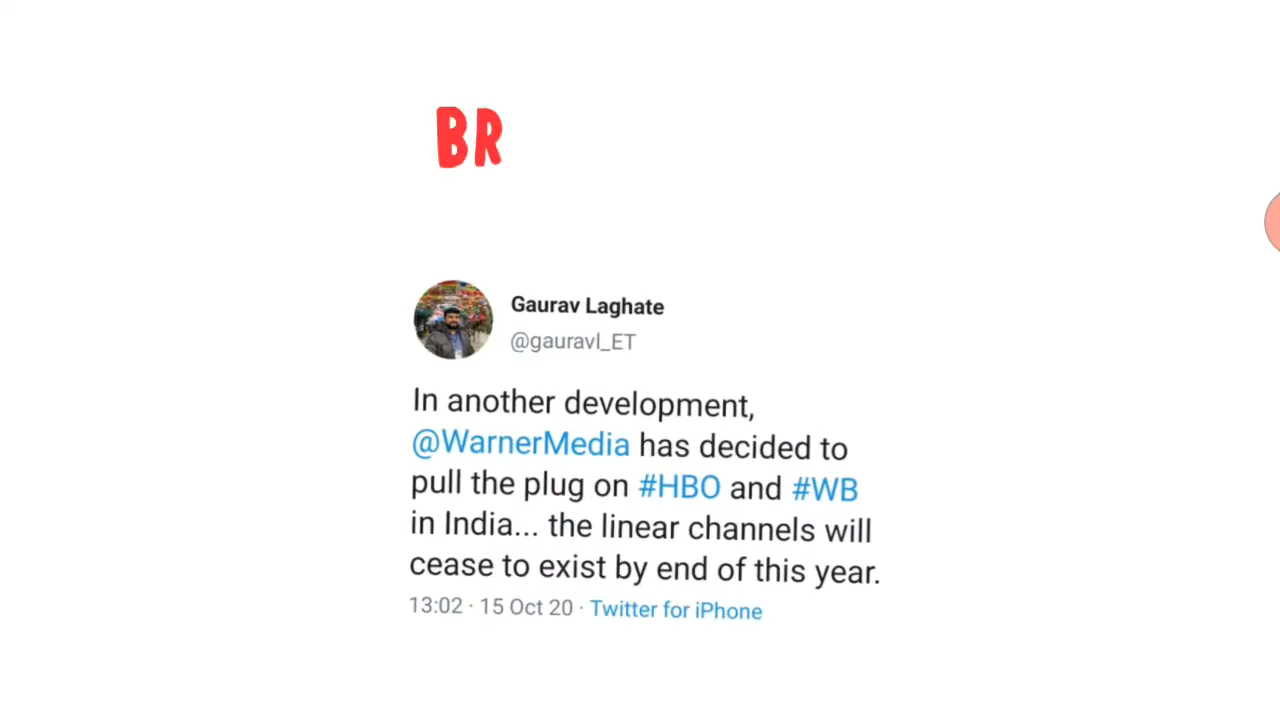 BR
Gaurav Laghate
@gauravl_ET
In another development,
@WarnerMedia has decided to
pull the plug on #HBO and #WB
in India... the linear channels will
cease to exist by end of this year.
13:02 · 15 Oct 20 · Twitter for iPhone